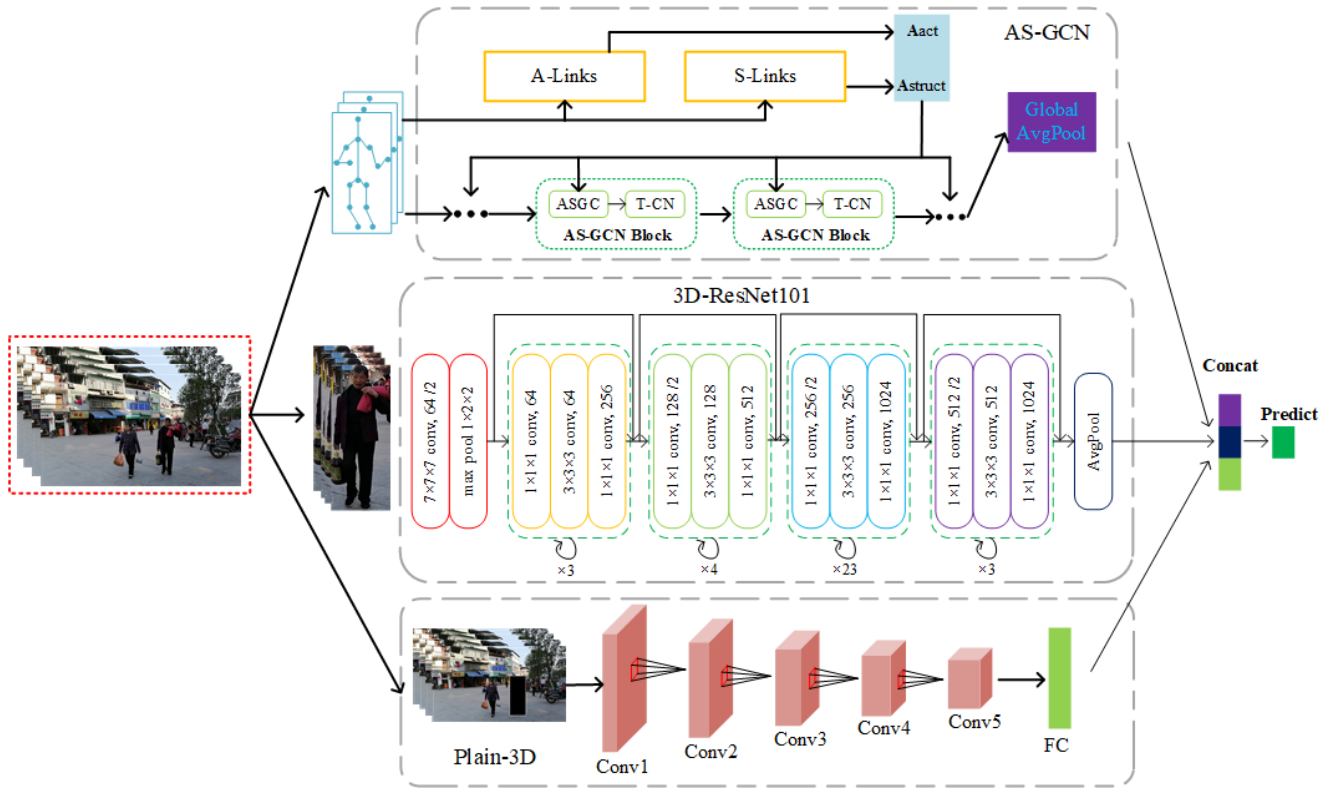 AS-GCN
A-Links
S-Links
Aact
Astruct
Global
AvgPool
ASGC
T-CN
AS-GCN Block
ASGC
T-CN
AS-GCN Block
3D-ResNet101
7×7×7 conv, 64 /2
max pool 1×2×2
1×1×1 conv, 64
3×3×3 conv, 64
1×1×1 conv, 256
×3
1×1×1 conv, 128 /2
3×3×3 conv, 128
1×1×1 conv, 512
×4
1×1×1 conv, 256 /2
3×3×3 conv, 256
1×1×1 conv, 1024
×23
1×1×1 conv, 512 /2
3×3×3 conv, 512
1×1×1 conv, 1024
×3
AvgPool
Concat
Predict
Plain-3D
Conv1
Conv2
Conv3
Conv4
Conv5
FC